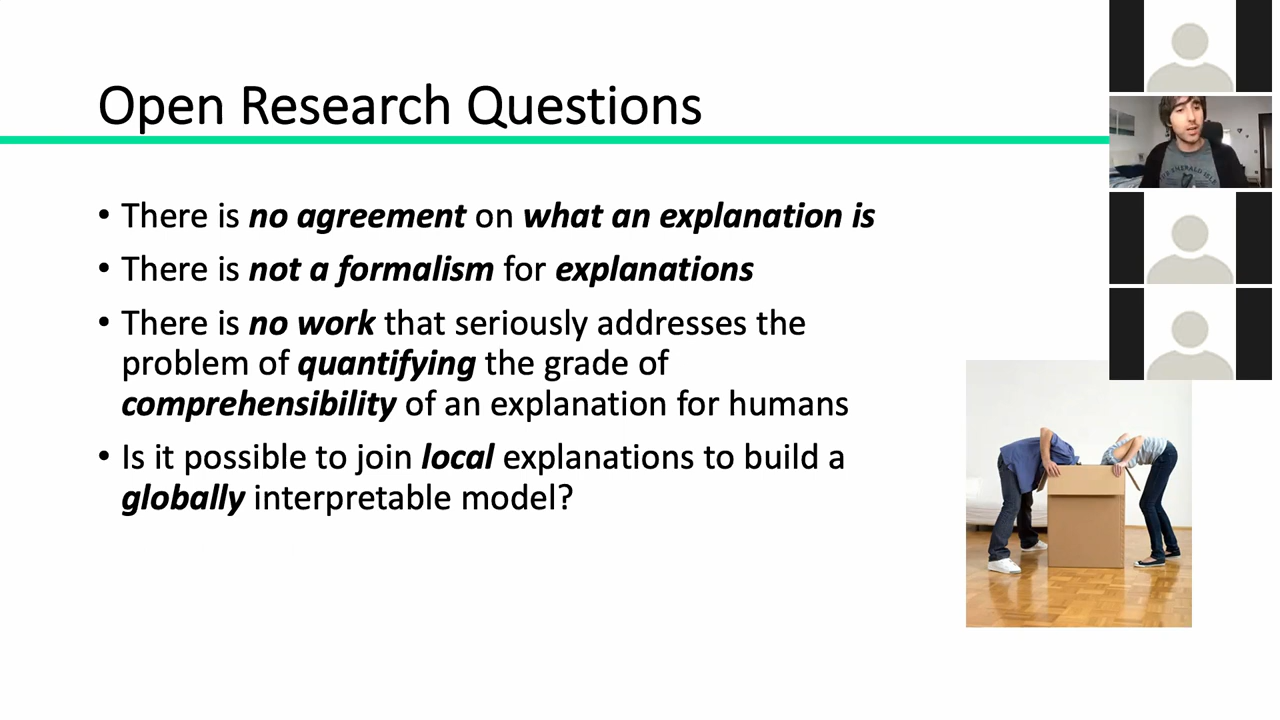 Open Research Questions
• There is no agreement on what an explanation is
• There is not a formalism for explanations
• There is no work that seriously addresses the
problem of quantifying the grade of
comprehensibility of an explanation for humans
• Is it possible to join local explanations to build a
globally interpretable model?
EMERALD ISLE